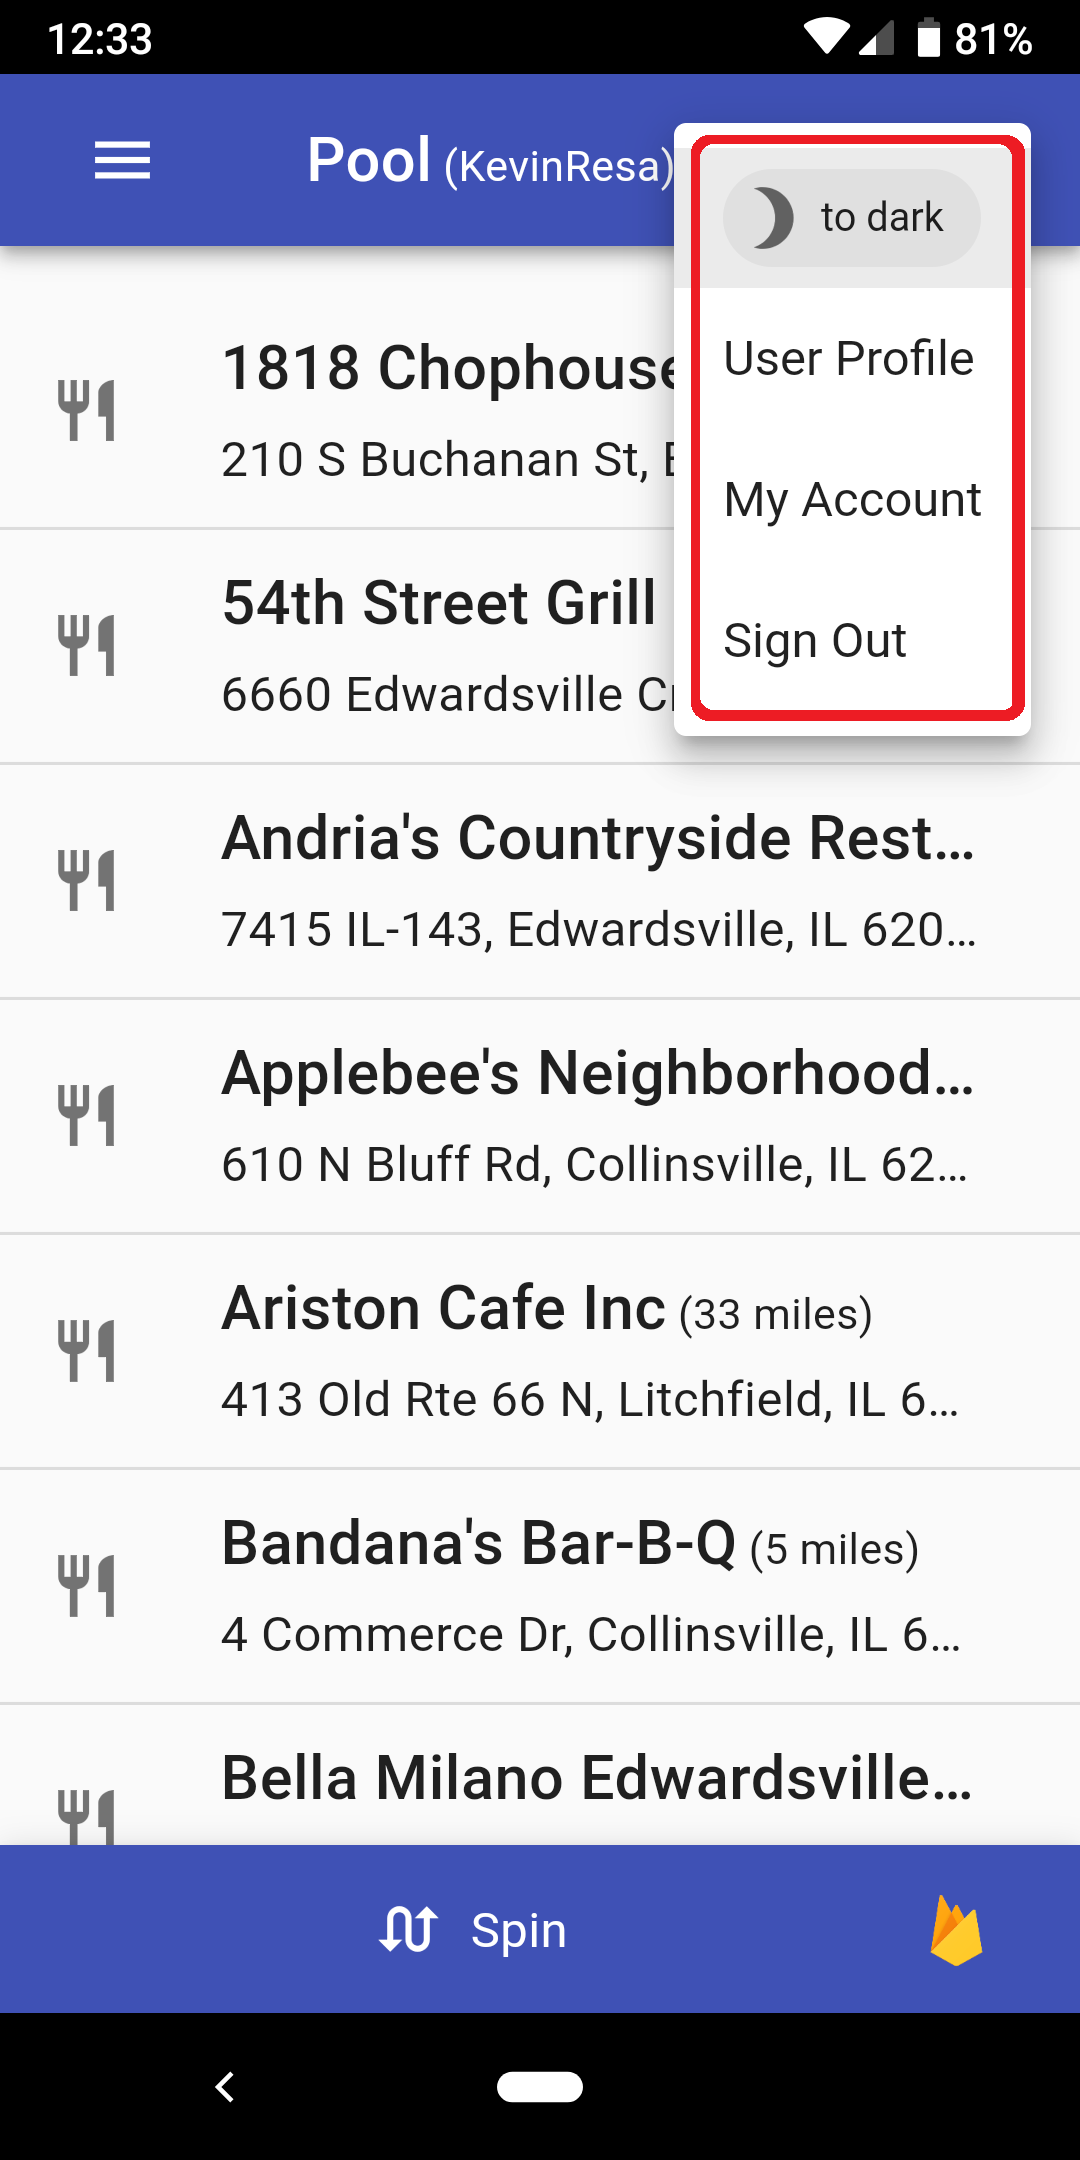 12:33
81%
Pool (KevinResa)
to dark
User Profile
My Account
Sign Out
1818 Chophouse
210 S Buchanan St,
54th Street Grill
6660 Edwardsville
Andria's Countryside Rest...
7415 IL-143, Edwardsville, IL 620...
Applebee's Neighborhood...
610 N Bluff Rd, Collinsville, IL 62...
Ariston Cafe Inc (33 miles)
413 Old Rte 66 N, Litchfield, IL 6...
Bandana's Bar-B-Q (5 miles)
4 Commerce Dr, Collinsville, IL 6...
Bella Milano Edwardsville...
Spin